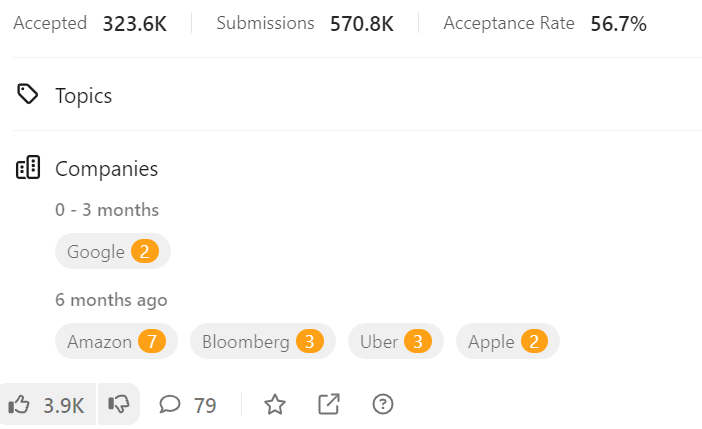 Accepted 323.6K Submissions 570.8K Acceptance Rate 56.7%
Topics
Companies
0 - 3 months
Google 2
6 months ago
Amazon 7 Bloomberg 3 Uber 3 Apple 2
3.9K 79